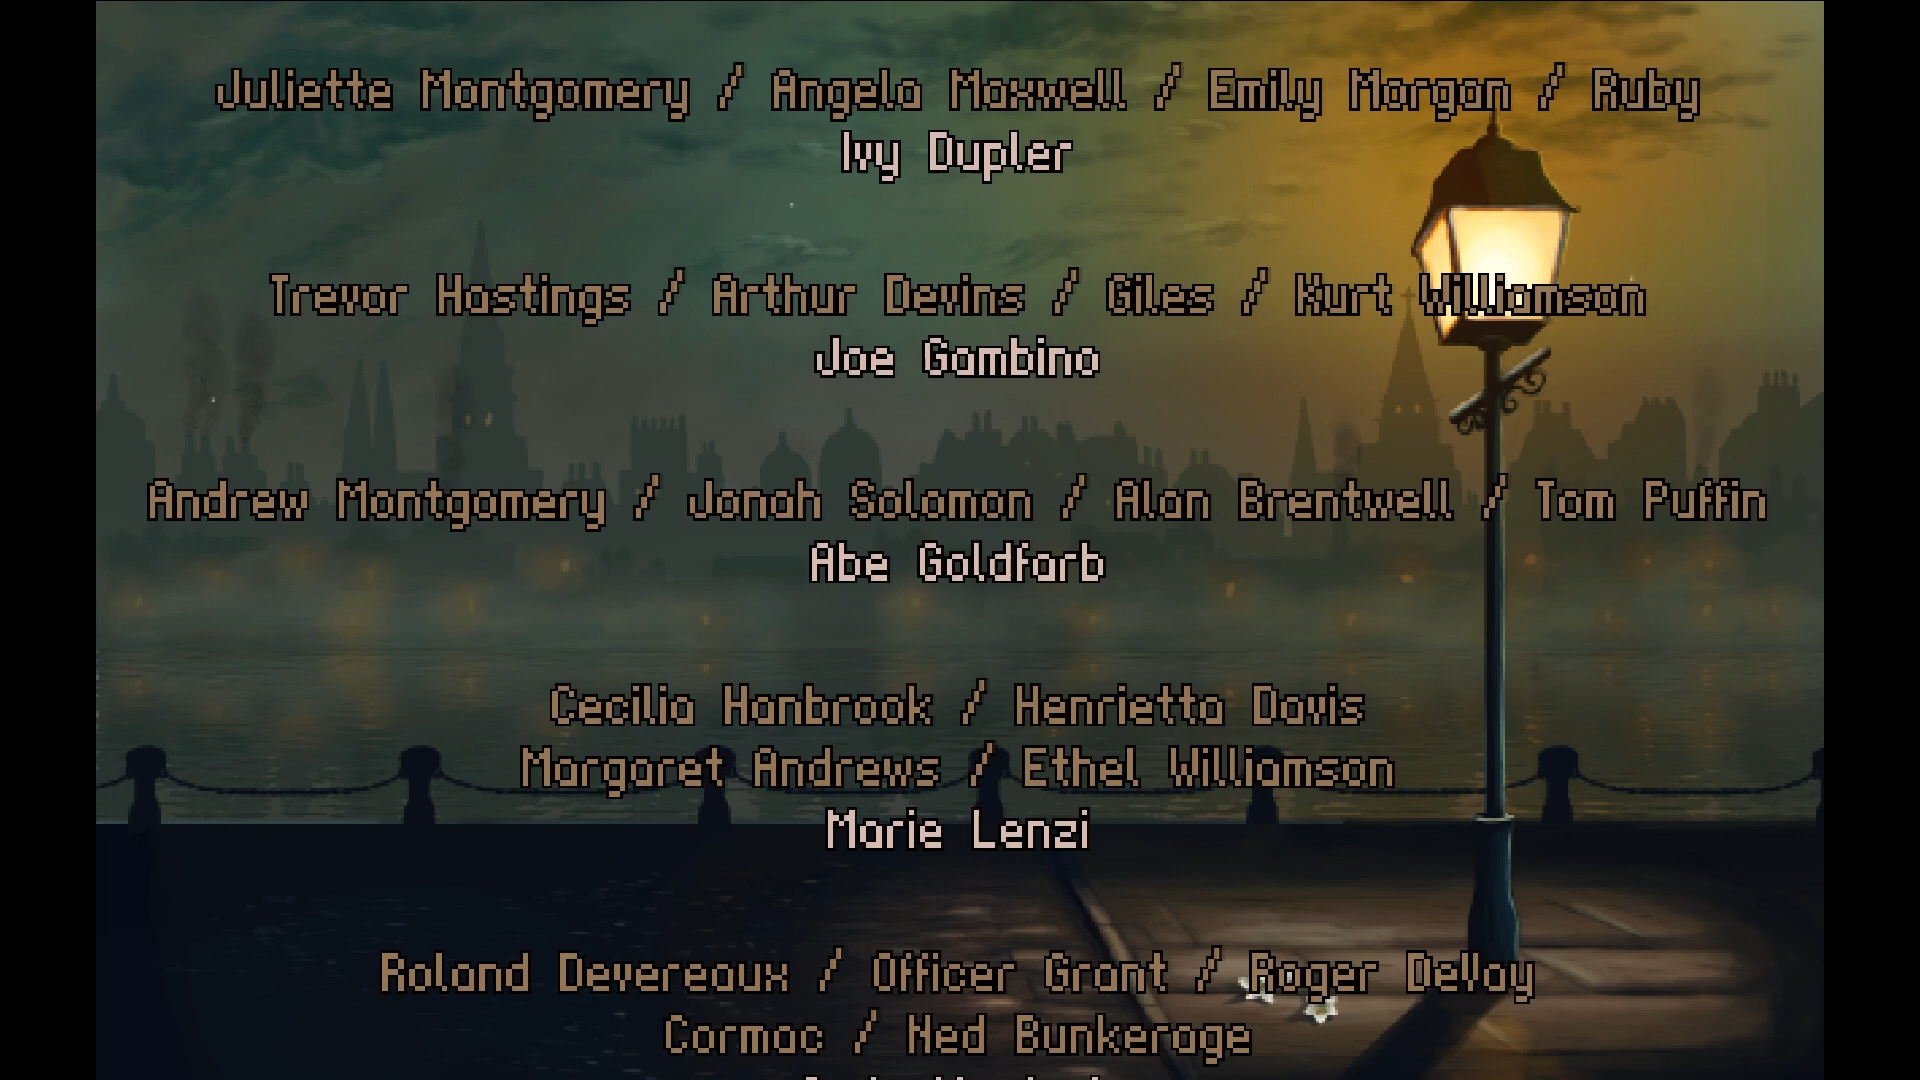 Juliette Montgomery / Angela Maxwell / Emily Morgan / Ruby
Ivy Dupler
Trevor Hastings / Arthur Devins / Giles / Kurt Williamson
Joe Gambino
Andrew Montgomery / Jonah Solomon / Alan Brentwell / Tom Puffin
Abe Goldfarb
Cecilia Hanbrook / Henrietta Davis
Margaret Andrews / Ethel Williamson
Marie Lenzi
Roland Devereaux / Officer Grant / Roger DeVoy
Cormac / Ned Bunkerage